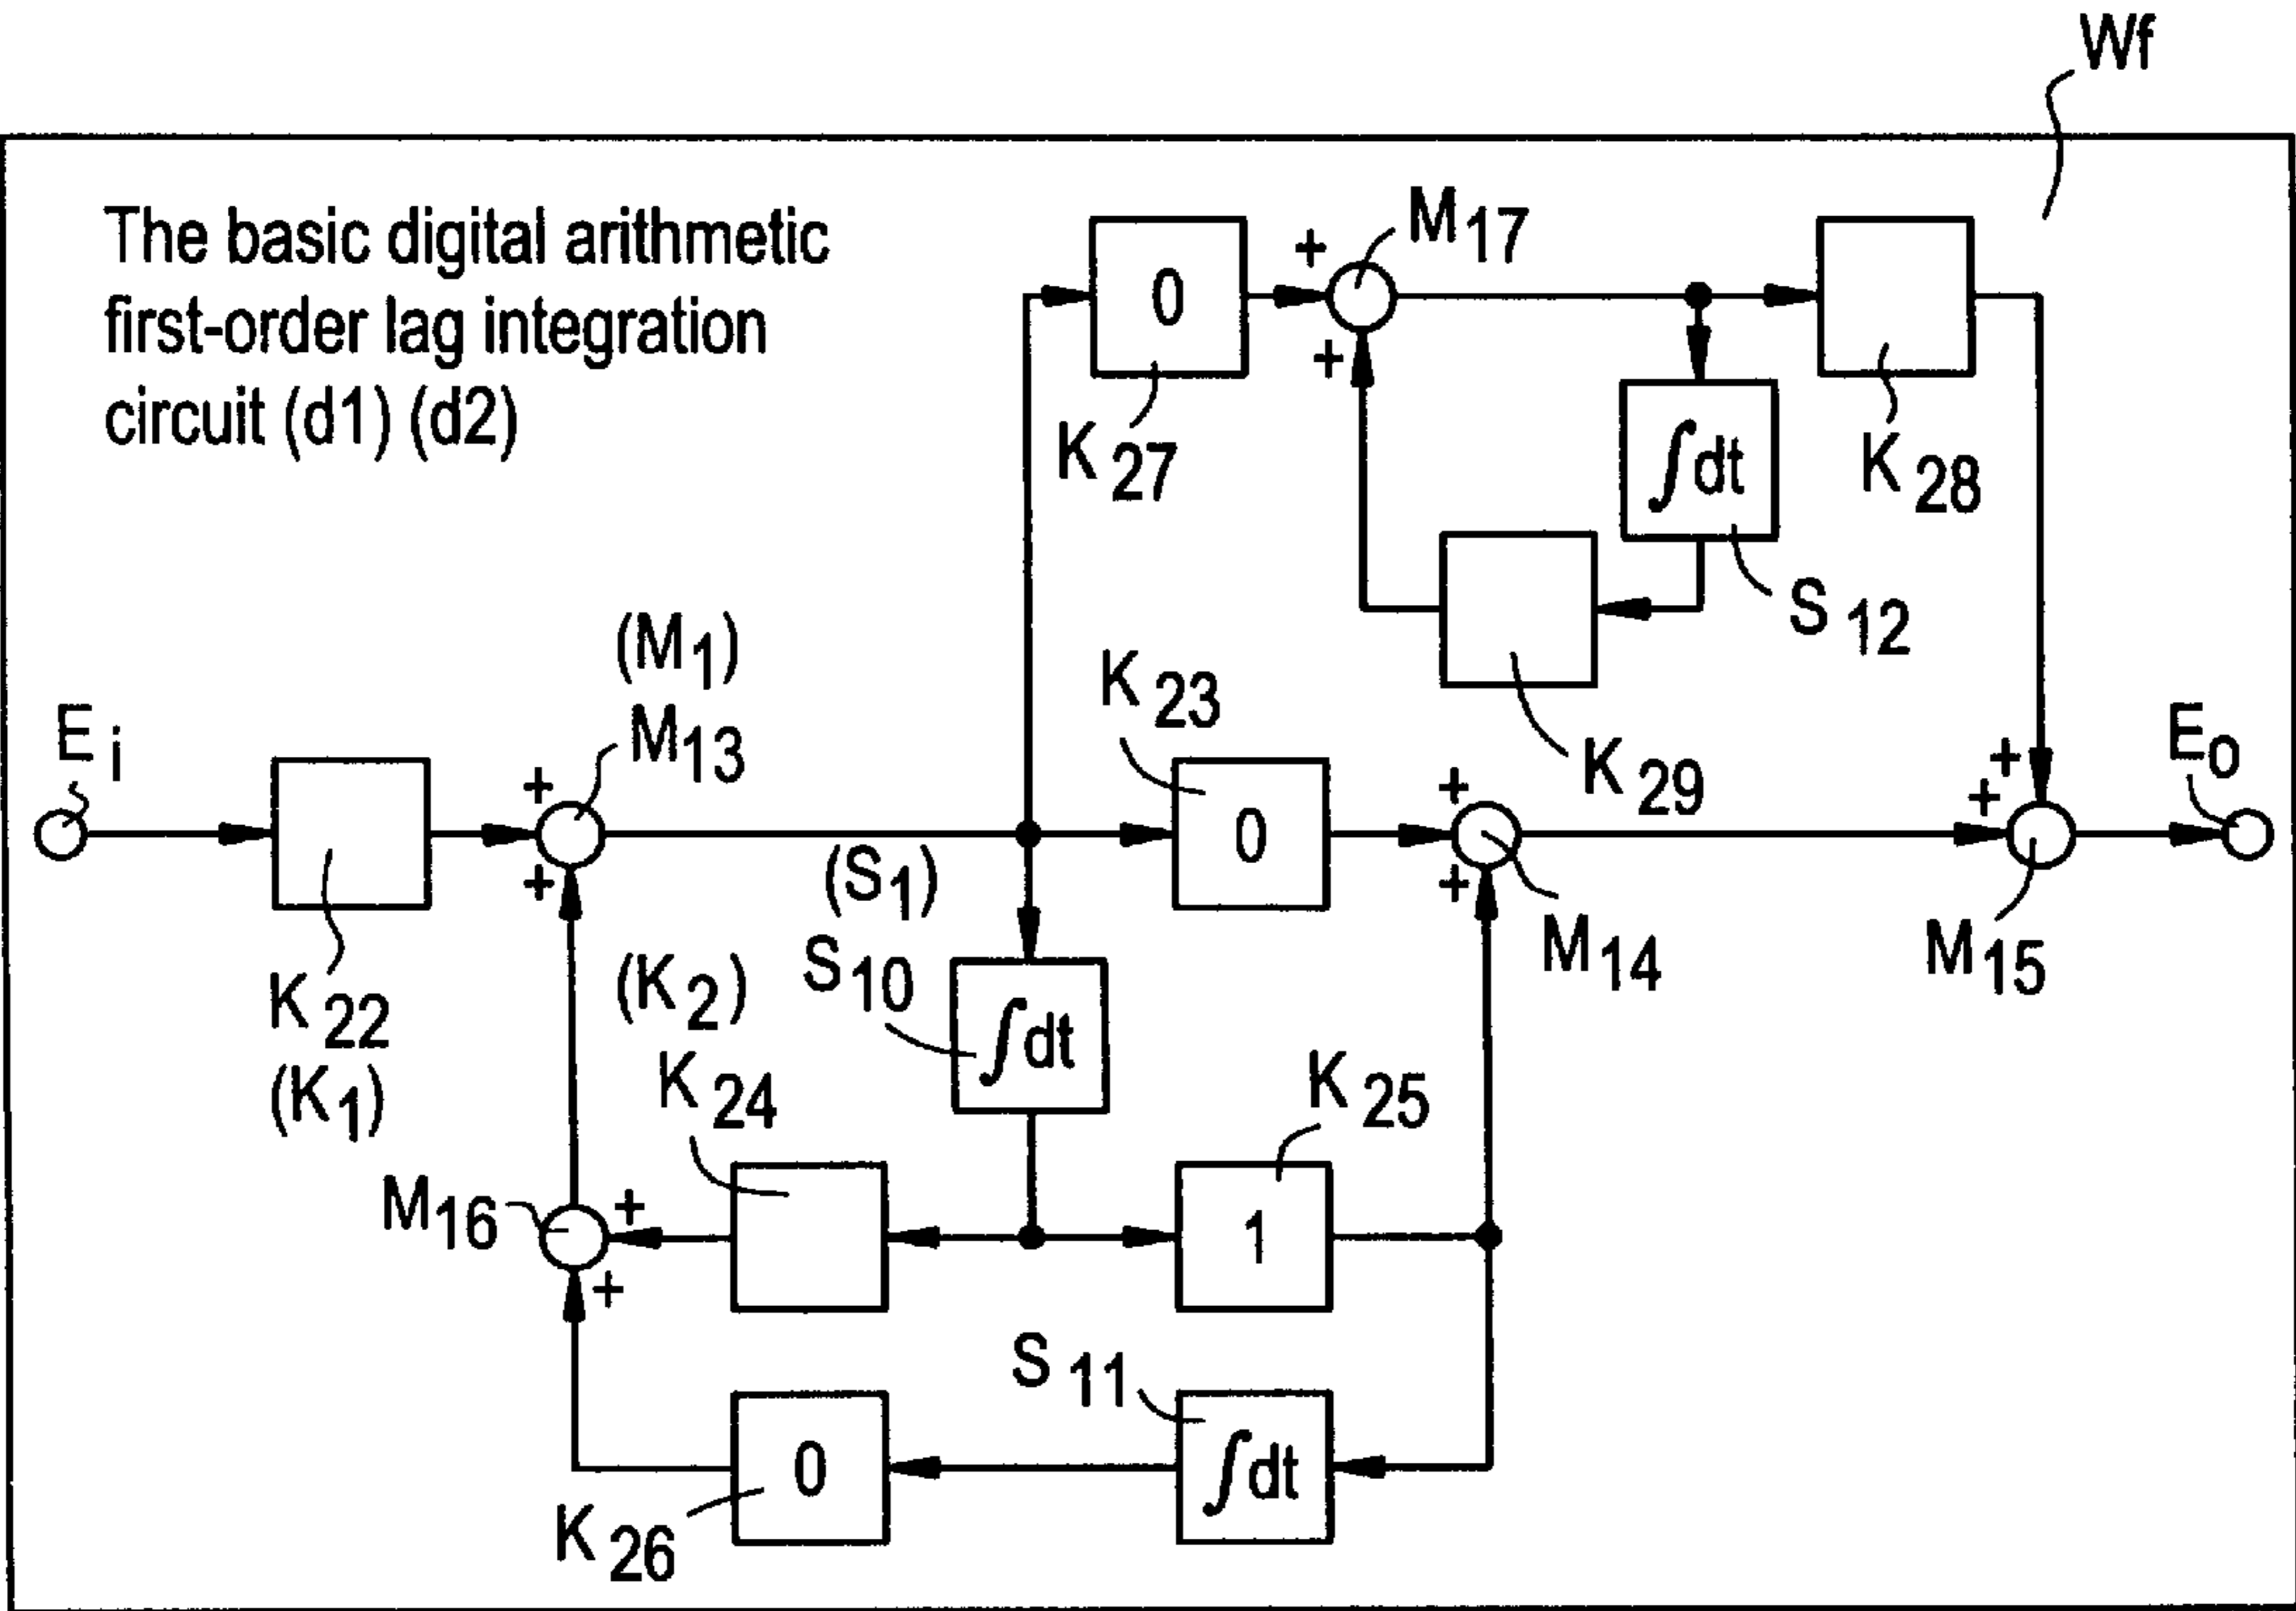 Wf
The basic digital arithmetic
first-order lag integration
circuit (d1) (d2)
+ M17
0
+
K27
∫dt
K28
S12
(M1)
K23
Ei
M13
K29
+
Eo
+
+
+
0
+
(S1)
+
M14
M15
K22
(K2)
S10
∫dt
(K1)
K24
K25
M16
+
1
+
S11
0
∫dt
K26